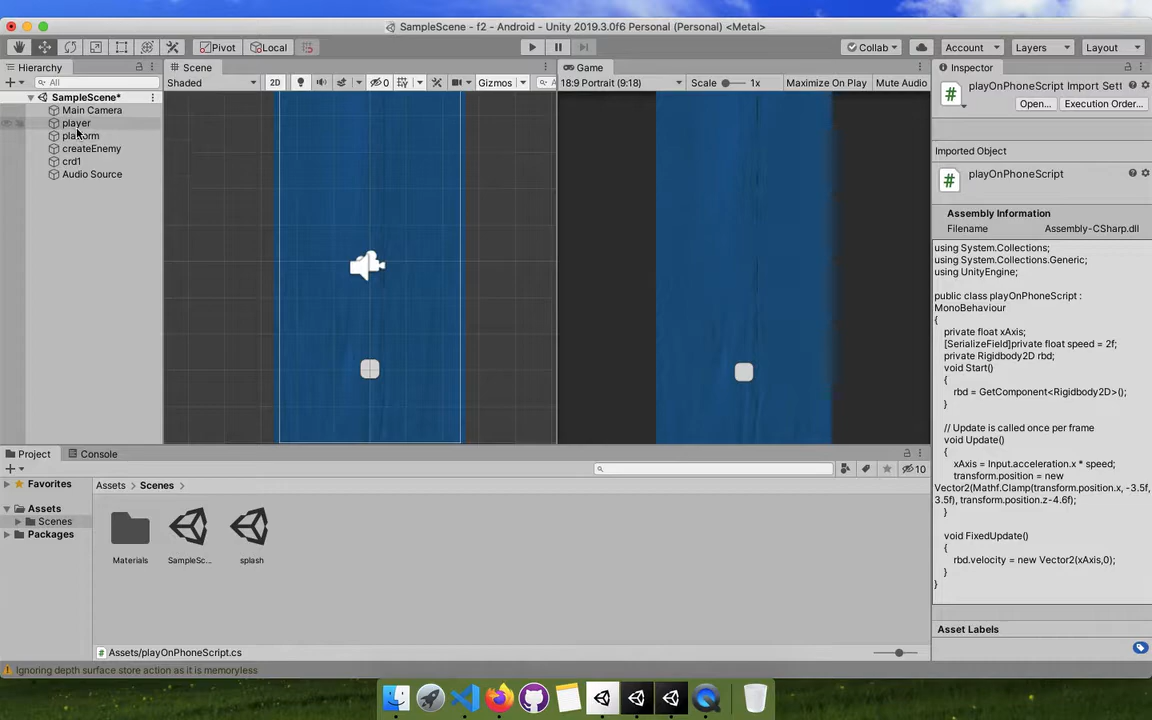 SampleScene - f2 - Android - Unity 2019.3.0f6 Personal (Personal) <Metal>
Pivot
Local
Collab
Account
Layers
Layout
Hierarchy
Scene
Game
Inspector
All
Shaded
2D
0
Gizmos
18:9 Portrait (9:18)
Scale
1x
Maximize On Play
Mute Audio
SampleScene*
Main Camera
player
platform
createEnemy
crd1
Audio Source
playOnPhoneScript Import Sett
Open...
Execution Order...
Imported Object
playOnPhoneScript
Assembly Information
Filename
Assembly-CSharp.dll
using System.Collections;
using System.Collections.Generic;
using UnityEngine;
public class playOnPhoneScript :
MonoBehaviour
{
private float xAxis;
[SerializeField]private float speed = 2f;
private Rigidbody2D rbd;
void Start()
{
rbd = GetComponent<Rigidbody2D>();
}
// Update is called once per frame
void Update()
{
xAxis = Input.acceleration.x * speed;
transform.position = new
Vector2(Mathf.Clamp(transform.position.x, -3.5f,
3.5f), transform.position.z-4.6f);
}
void FixedUpdate()
{
rbd.velocity = new Vector2(xAxis,0);
}
}
Asset Labels
Project
Console
10
Favorites
Assets
Scenes
Packages
Assets
Scenes
Materials
SampleSc...
splash
Assets/playOnPhoneScript.cs
Ignoring depth surface store action as it is memoryless